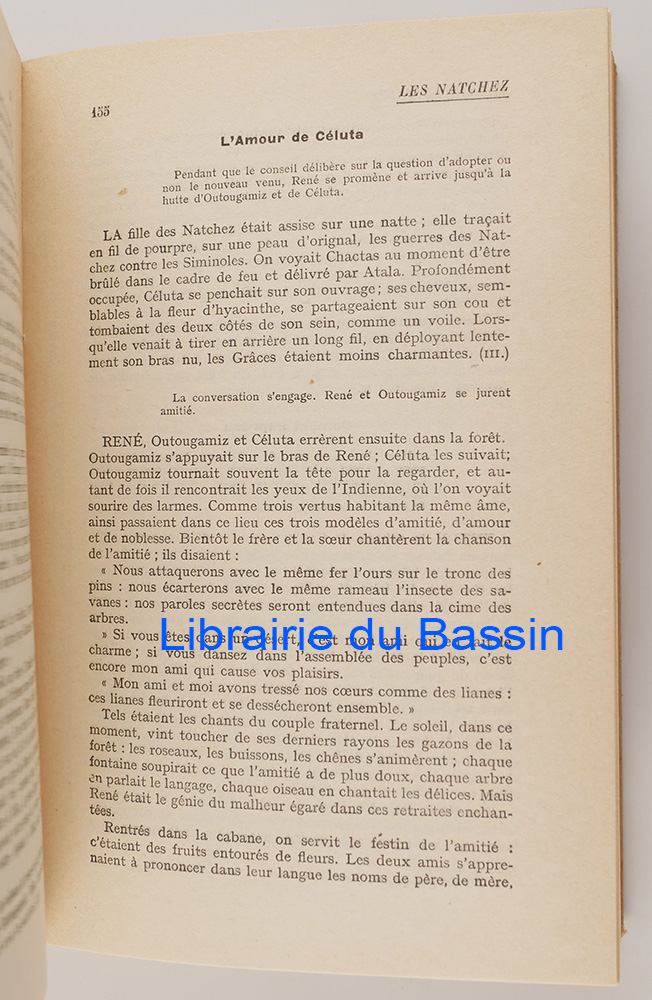 155
LES NATCHEZ
L'Amour de Céluta
Pendant que le conseil délibère sur la question d'adopter ou
non le nouveau venu, René se promène et arrive jusqu'à la
hutte d'Outougamiz et de Céluta.
LA fille des Natchez était assise sur une natte ; elle traçait
en fil de pourpre, sur une peau d'orignal, les guerres des Nat-
chez contre les Siminoles. On voyait Chactas au moment d'être
brûlé dans le cadre de feu et délivré par Atala. Profondément
occupée, Céluta se penchait sur son ouvrage ; ses cheveux, sem-
blables à la fleur d'hyacinthe, se partageaient sur son cou et
tombaient des deux côtés de son sein, comme un voile. Lors-
qu'elle venait à tirer en arrière un long fil, en déployant lente-
ment son bras nu, les Grâces étaient moins charmantes. (III.)
La conversation s'engage. René et Outougamiz se jurent
amitié.
RENÉ, Outougamiz et Céluta errèrent ensuite dans la forêt.
Outougamiz s'appuyait sur le bras de René ; Céluta les suivait;
Outougamiz tournait souvent la tête pour la regarder, et au-
tant de fois il rencontrait les yeux de l'Indienne, où l'on voyait
sourire des larmes. Comme trois vertus habitant la même âme,
ainsi passaient dans ce lieu ces trois modèles d'amitié, d'amour
et de noblesse. Bientôt le frère et la sœur chantèrent la chanson
de l'amitié ; ils disaient :
« Nous attaquerons avec le même fer l'ours sur le tronc des
pins : nous écarterons avec le même rameau l'insecte des sa-
vanes : nos paroles secrètes seront entendues dans la cime des
arbres.
» Si vous êtes dans un désert, c'est mon ami qui en fait le
charme ; si vous dansez dans l'assemblée des peuples, c'est
encore mon ami qui cause vos plaisirs.
« Mon ami et moi avons tressé nos cœurs comme des lianes :
ces lianes fleuriront et se dessécheront ensemble. »
Tels étaient les chants du couple fraternel. Le soleil, dans ce
moment, vint toucher de ses derniers rayons les gazons de la
forêt : les roseaux, les buissons, les chênes s'animèrent ; chaque
fontaine soupirait ce que l'amitié a de plus doux, chaque arbre
en parlait le langage, chaque oiseau en chantait les délices. Mais
René était le génie du malheur égaré dans ces retraites enchan-
tées.
Rentrés dans la cabane, on servit le festin de l'amitié :
c'étaient des fruits entourés de fleurs. Les deux amis s'appre-
naient à prononcer dans leur langue les noms de père, de mère,
Librairie du Bassin